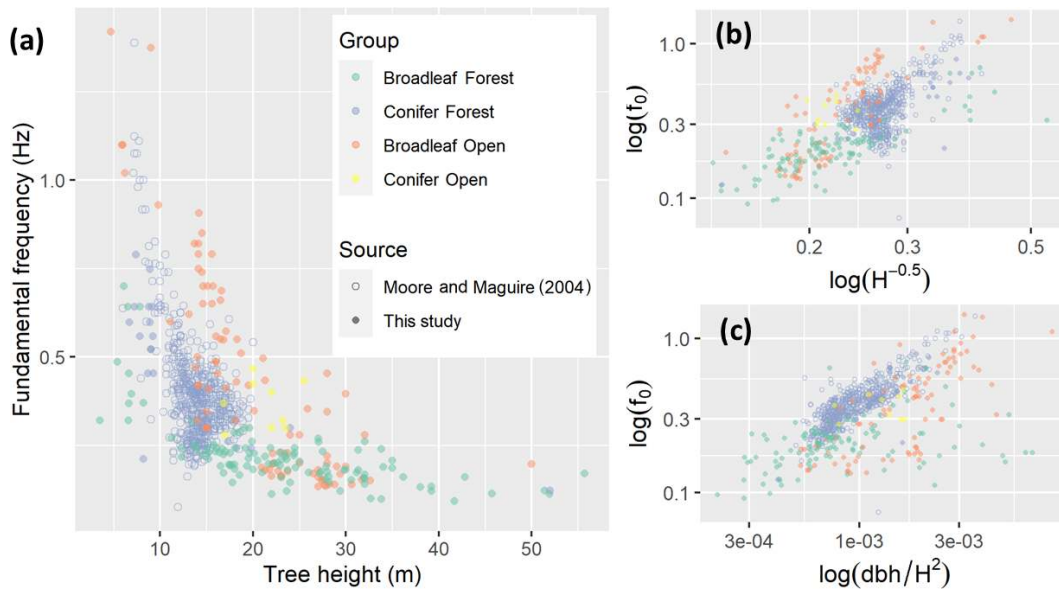 (a)
Group
Broadleaf Forest
Conifer Forest
Broadleaf Open
Conifer Open
Source
Moore and Maguire (2004)
This study
Fundamental frequency (Hz)
1.0
0.5
10 20 30 40 50
Tree height (m)
(b)
log(f₀)
1.0
0.3
0.1
0.2 0.3 0.5
log(H⁻⁰·⁵)
(c)
log(f₀)
1.0
0.3
0.1
3e-04 1e-03 3e-03
log(dbh/H²)